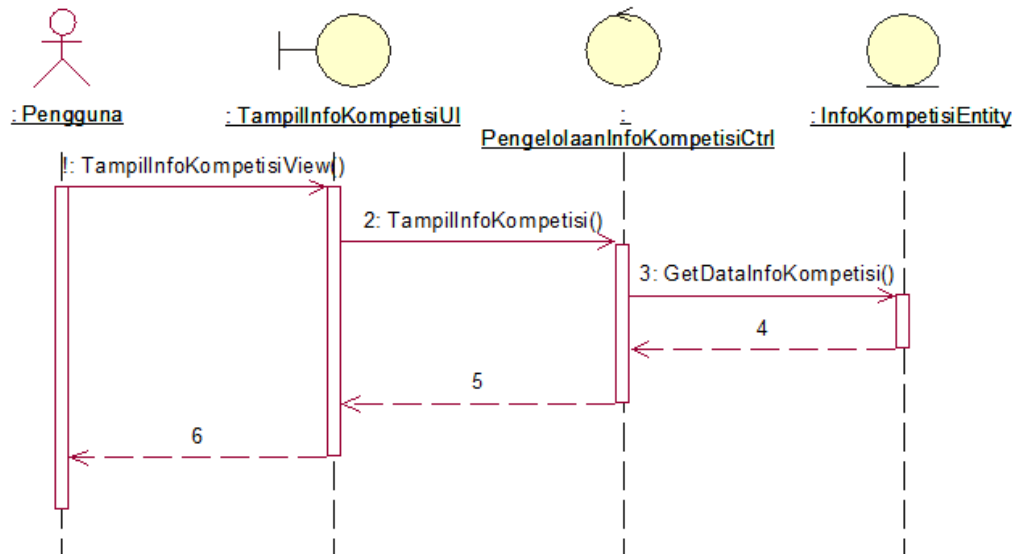 : Pengguna
: TampilInfoKompetisiUI
:
PengelolaanInfoKompetisiCtrl
: InfoKompetisiEntity
!: TampilInfoKompetisiView()
2: TampilInfoKompetisi()
3: GetDataInfoKompetisi()
4
5
6